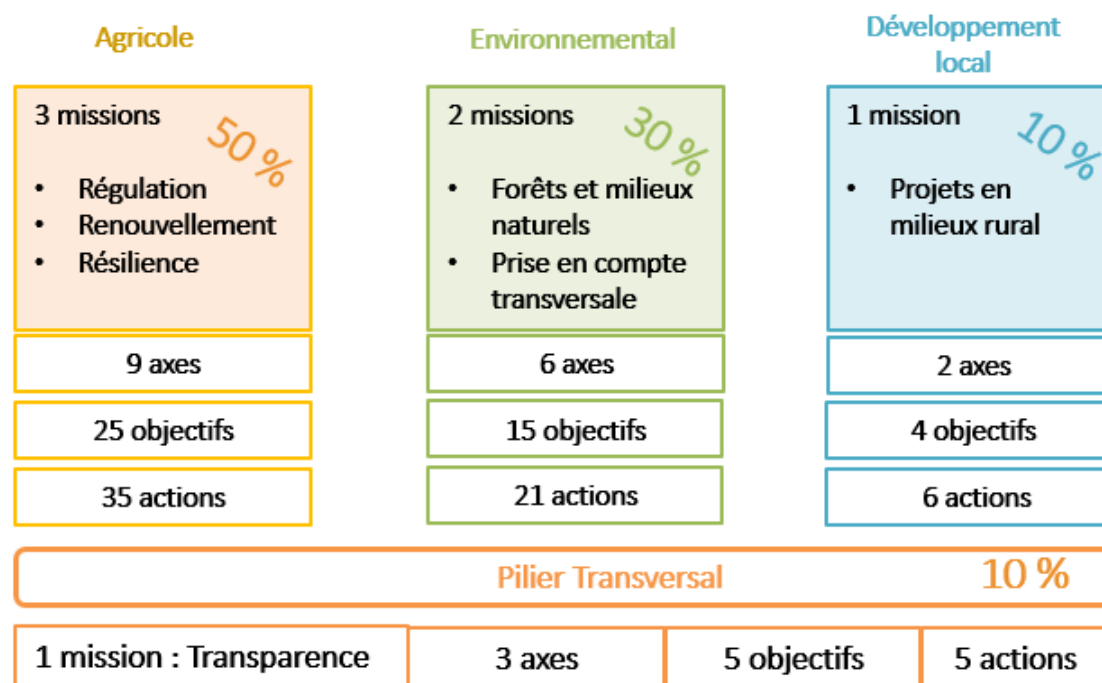 Agricole
3 missions
50 %
• Régulation
• Renouvellement
• Résilience
9 axes
25 objectifs
35 actions
Environnemental
2 missions
30 %
• Forêts et milieux
naturels
• Prise en compte
transversale
6 axes
15 objectifs
21 actions
Développement
local
1 mission
10 %
• Projets en
milieux rural
2 axes
4 objectifs
6 actions
Pilier Transversal 10 %
1 mission : Transparence 3 axes 5 objectifs 5 actions